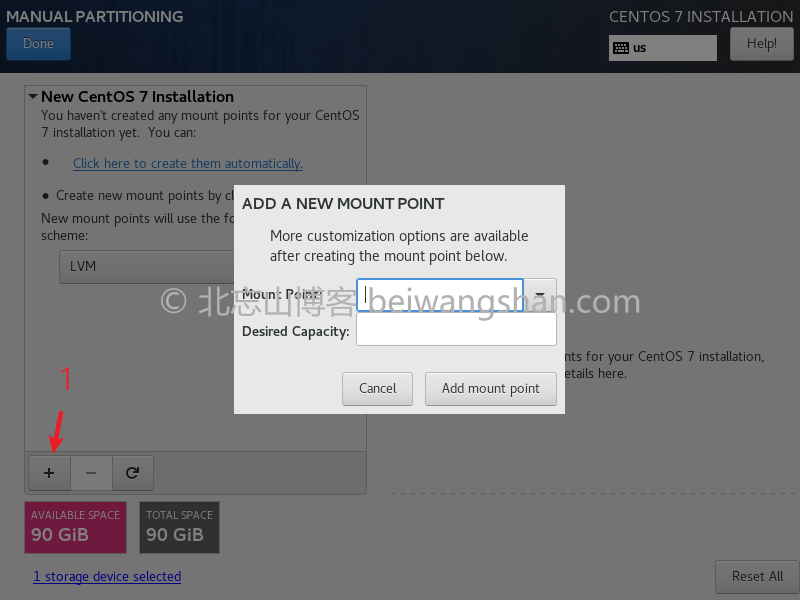 MANUAL PARTITIONING
CENTOS 7 INSTALLATION
Done
us
Help!
New CentOS 7 Installation
You haven't created any mount points for your CentOS
7 installation yet. You can:
• Click here to create them automatically.
• Create new mount points by cl
New mount points will use the fo
scheme:
LVM
ADD A NEW MOUNT POINT
More customization options are available
after creating the mount point below.
Mount Point:
© 北忘山博客 beiwangshan.com
Desired Capacity:
Cancel
Add mount point
nts for your CentOS 7 installation,
etails here.
1
+ −
AVAILABLE SPACE
90 GiB
TOTAL SPACE
90 GiB
1 storage device selected
Reset All